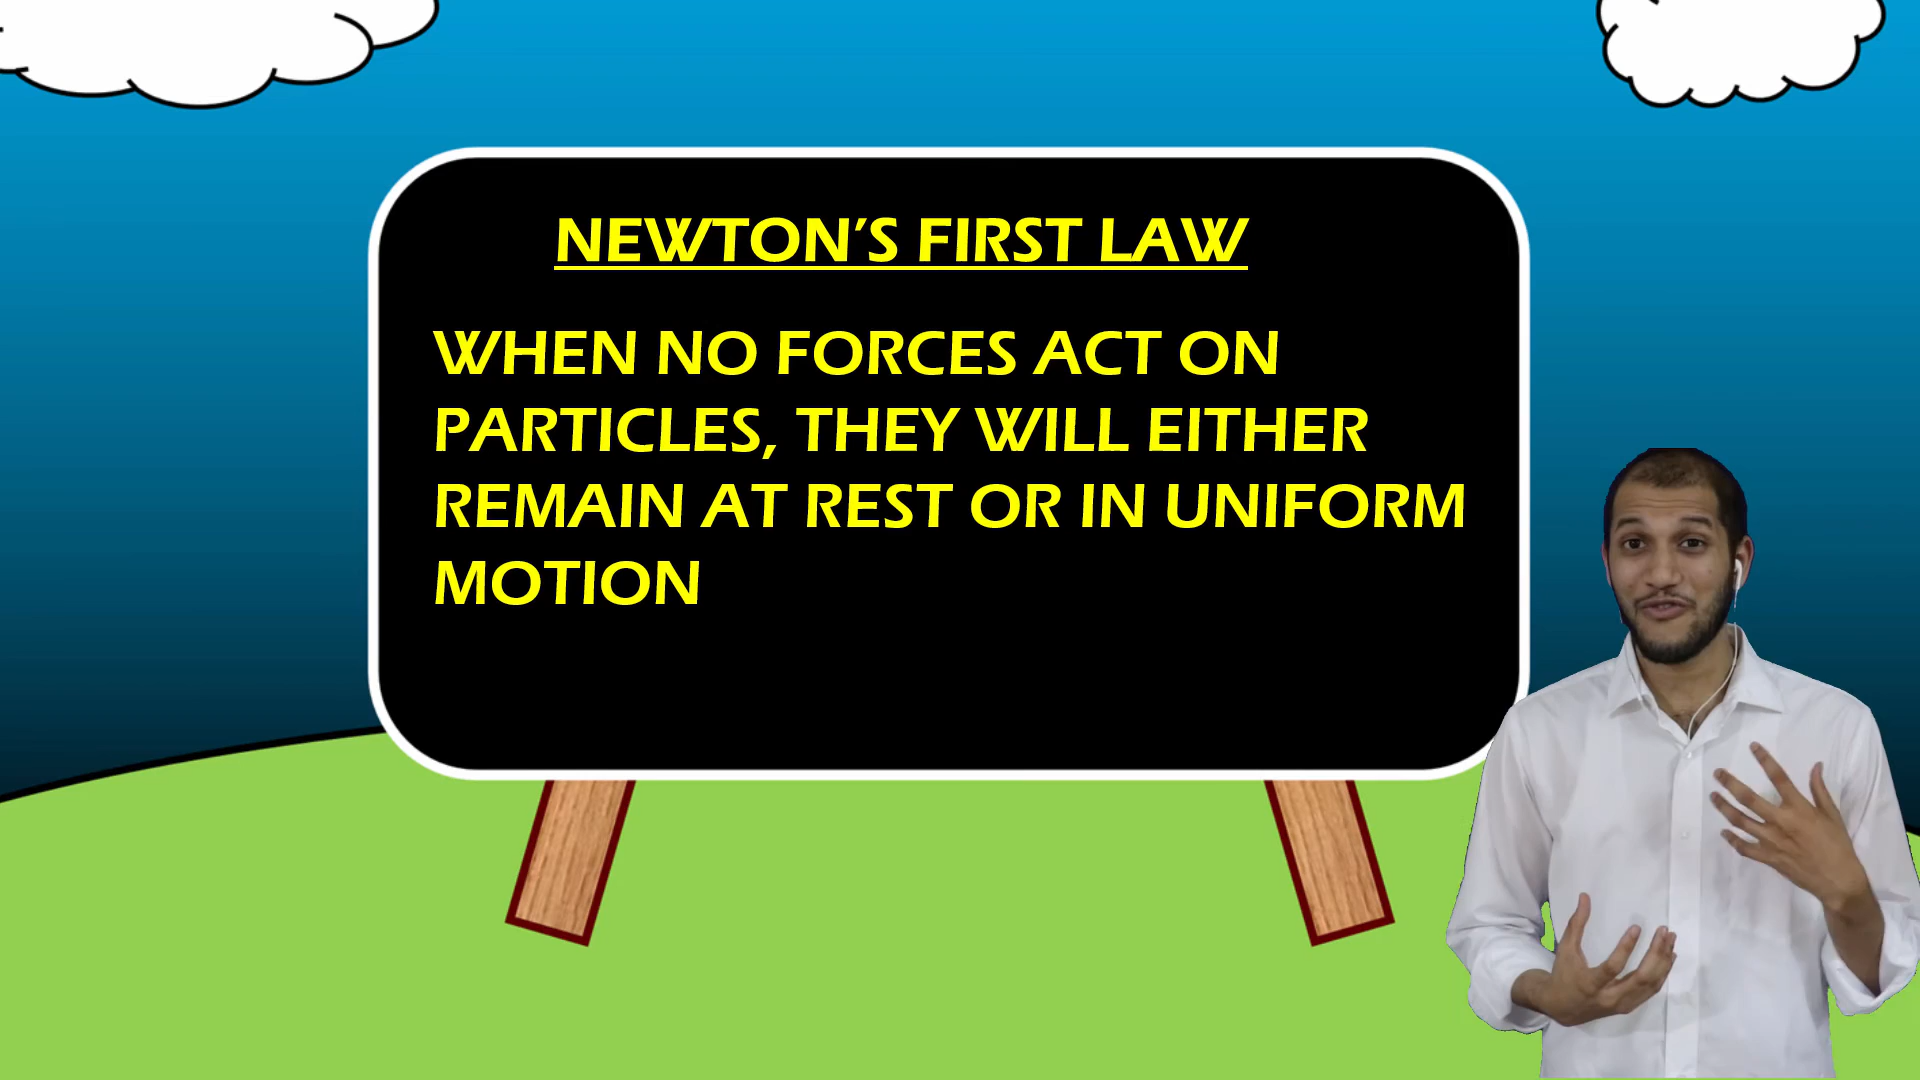 NEWTON’S FIRST LAW
WHEN NO FORCES ACT ON
PARTICLES, THEY WILL EITHER
REMAIN AT REST OR IN UNIFORM
MOTION